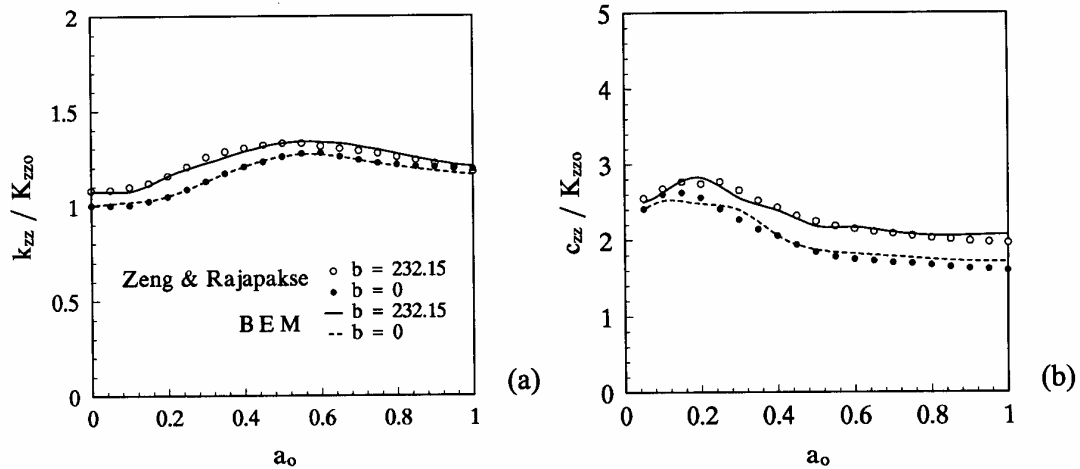 2
1.5
1
0.5
0
k_zz / K_zzo
Zeng & Rajapakse
○ b = 232.15
● b = 0
BEM
— b = 232.15
--- b = 0
0 0.2 0.4 0.6 0.8 1
a_o
(a)
5
4
3
2
1
0
c_zz / K_zzo
0 0.2 0.4 0.6 0.8 1
a_o
(b)